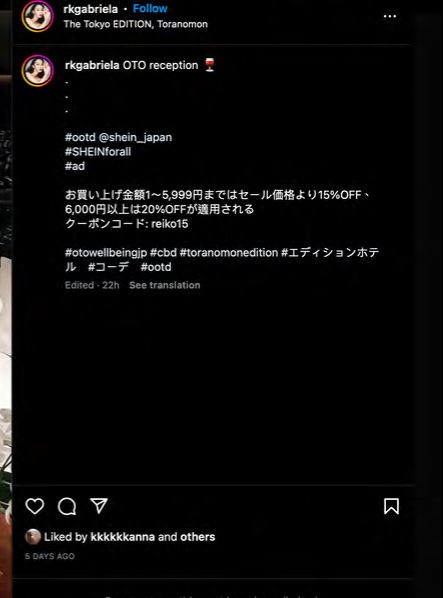 rkgabriela • Follow
The Tokyo EDITION, Toranomon
rkgabriela OTO reception 🍷
.
.
.
#ootd @shein_japan
#SHEINforall
#ad
お買い上げ金額1〜5,999円まではセール価格より15%OFF、
6,000円以上は20%OFFが適用される
クーポンコード: reiko15
#otowellbeingjp #cbd #toranomonedition #エディションホテ
ル　#コーデ　#ootd
Edited · 22h See translation
Liked by kkkkkkanna and others
5 DAYS AGO